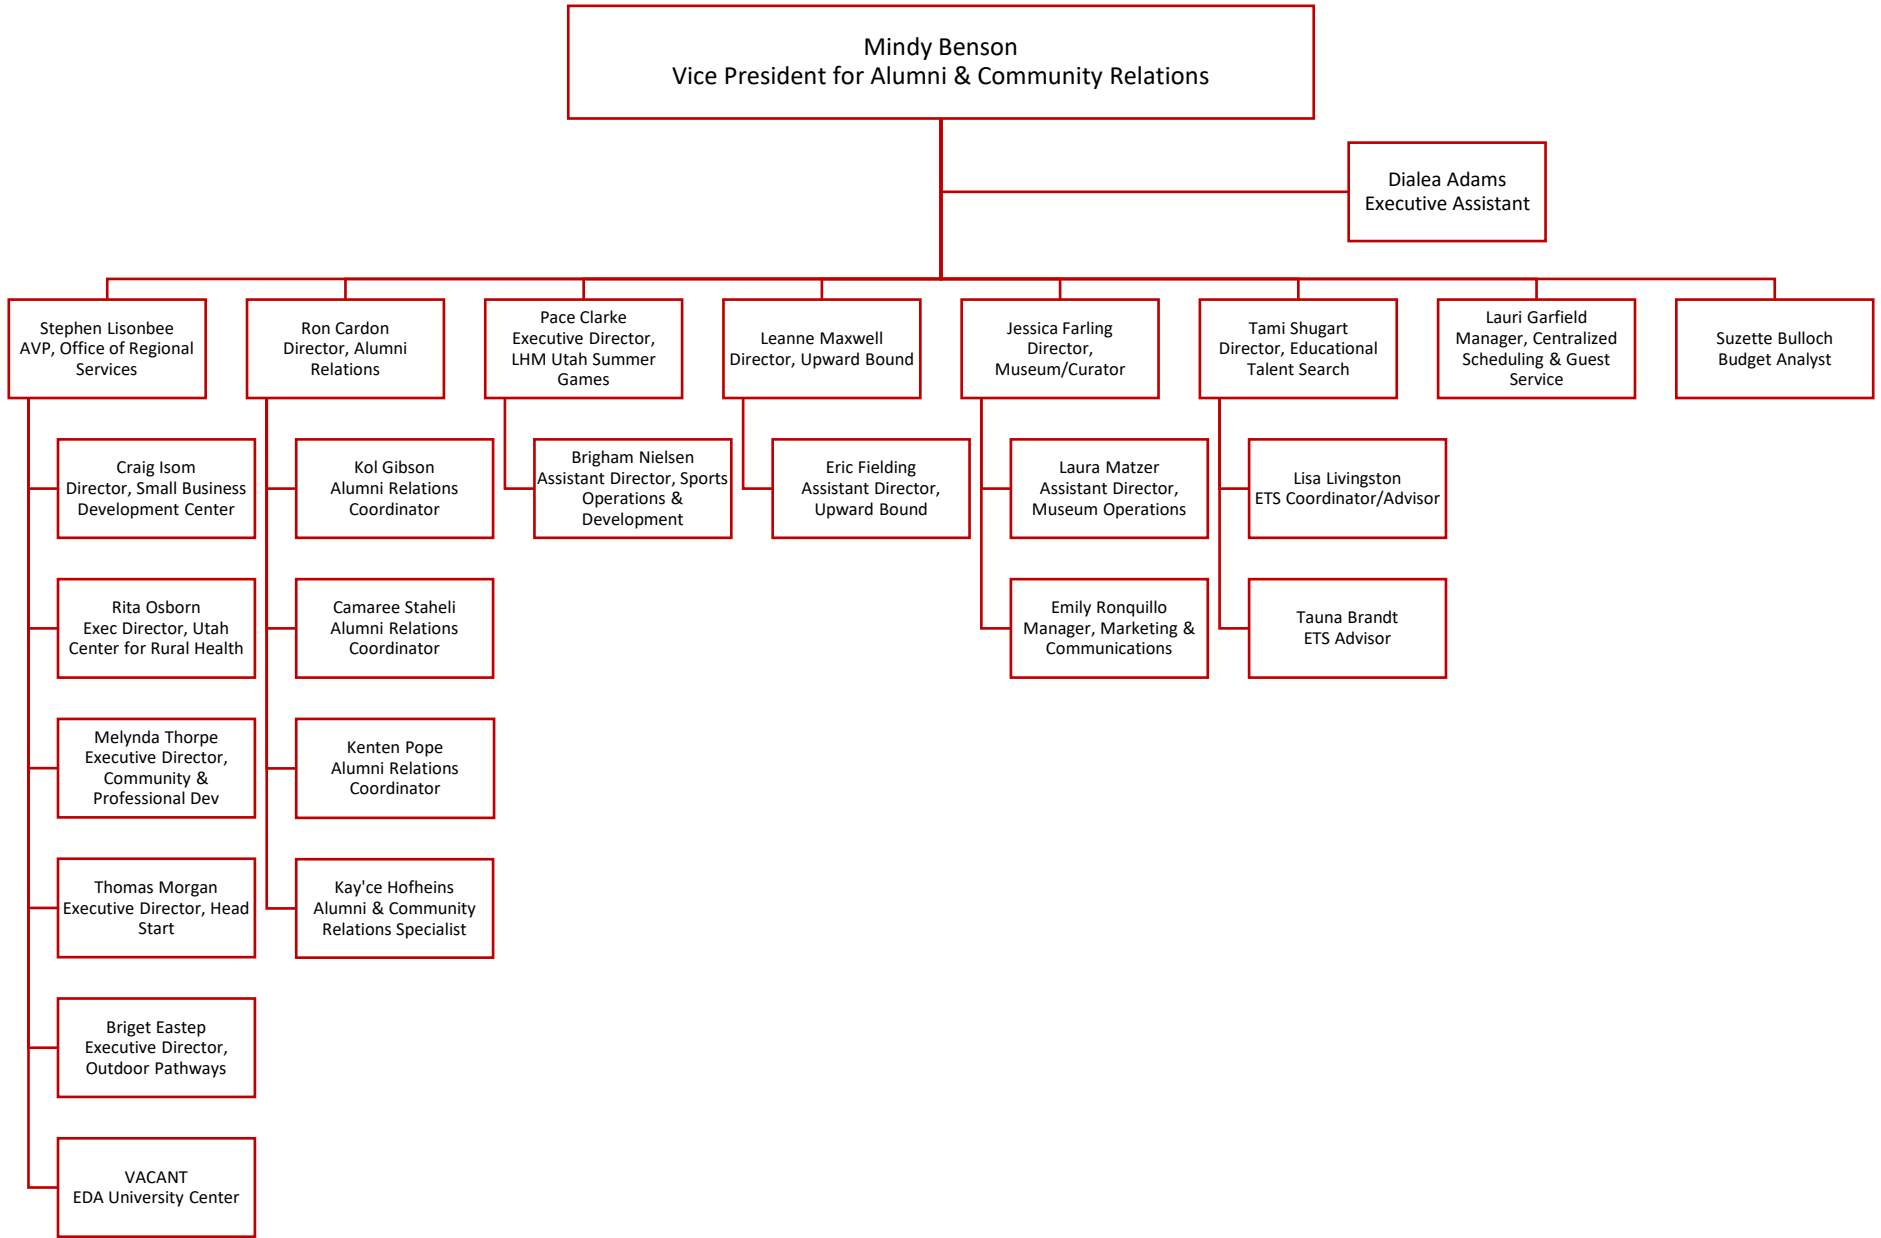 Mindy Benson
Vice President for Alumni & Community Relations
Dialea Adams
Executive Assistant
Stephen Lisonbee
AVP, Office of Regional
Services
Ron Cardon
Director, Alumni
Relations
Pace Clarke
Executive Director,
LHM Utah Summer
Games
Leanne Maxwell
Director, Upward Bound
Jessica Farling
Director,
Museum/Curator
Tami Shugart
Director, Educational
Talent Search
Lauri Garfield
Manager, Centralized
Scheduling & Guest
Service
Suzette Bulloch
Budget Analyst
Craig Isom
Director, Small Business
Development Center
Kol Gibson
Alumni Relations
Coordinator
Brigham Nielsen
Assistant Director, Sports
Operations &
Development
Eric Fielding
Assistant Director,
Upward Bound
Laura Matzer
Assistant Director,
Museum Operations
Lisa Livingston
ETS Coordinator/Advisor
Rita Osborn
Exec Director, Utah
Center for Rural Health
Camaree Staheli
Alumni Relations
Coordinator
Emily Ronquillo
Manager, Marketing &
Communications
Tauna Brandt
ETS Advisor
Melynda Thorpe
Executive Director,
Community &
Professional Dev
Kenten Pope
Alumni Relations
Coordinator
Thomas Morgan
Executive Director, Head
Start
Kay'ce Hofheins
Alumni & Community
Relations Specialist
Briget Eastep
Executive Director,
Outdoor Pathways
VACANT
EDA University Center